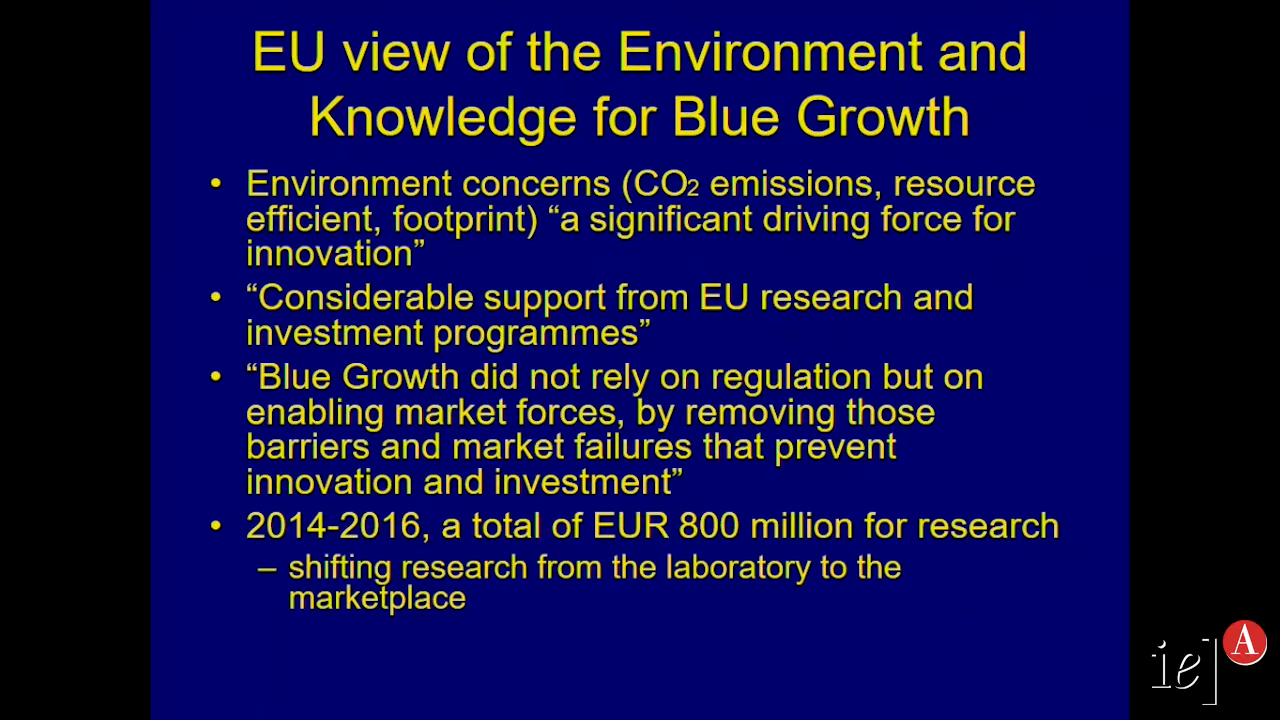 EU view of the Environment and
Knowledge for Blue Growth
• Environment concerns (CO₂ emissions, resource
efficient, footprint) “a significant driving force for
innovation”
• “Considerable support from EU research and
investment programmes”
• “Blue Growth did not rely on regulation but on
enabling market forces, by removing those
barriers and market failures that prevent
innovation and investment”
• 2014-2016, a total of EUR 800 million for research
– shifting research from the laboratory to the
marketplace
ie] A